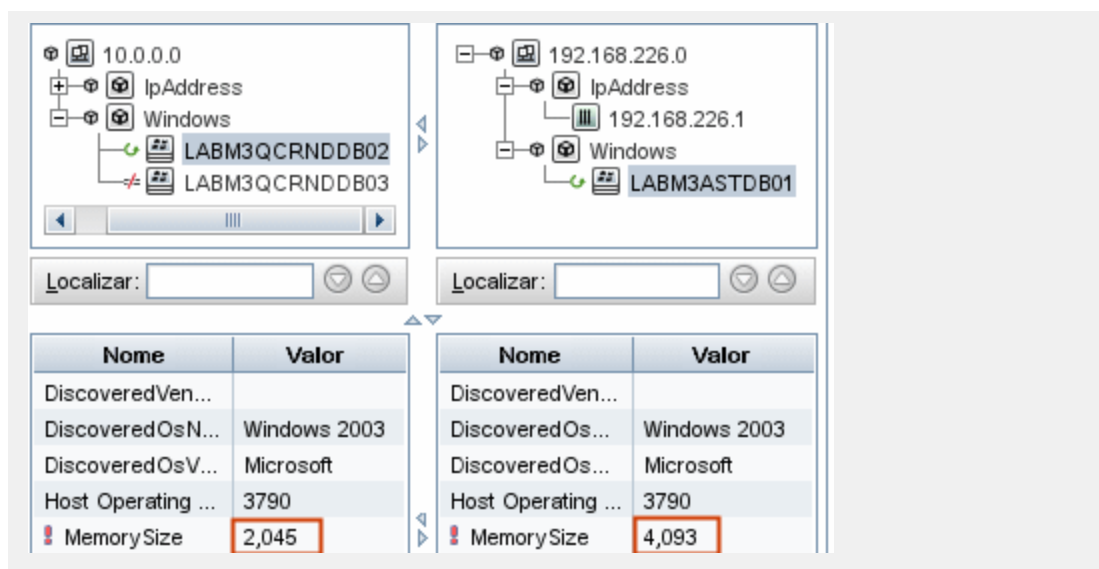 10.0.0.0
IpAddress
Windows
LABM3QCRNDDB02
LABM3QCRNDDB03
Localizar:
192.168.226.0
IpAddress
192.168.226.1
Windows
LABM3ASTDB01
Localizar:
Nome Valor
DiscoveredVen...
DiscoveredOsN... Windows 2003
DiscoveredOsV... Microsoft
Host Operating ... 3790
MemorySize 2,045
Nome Valor
DiscoveredVen...
DiscoveredOs... Windows 2003
DiscoveredOs... Microsoft
Host Operating ... 3790
MemorySize 4,093